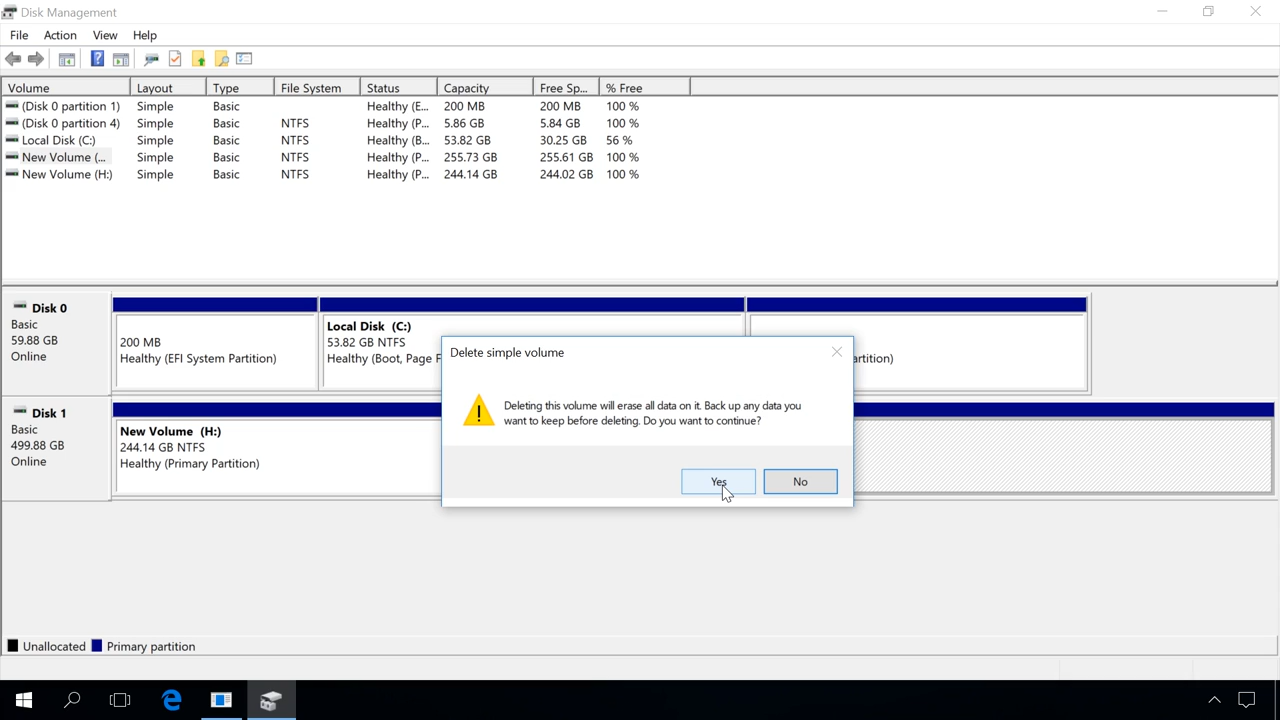 Disk Management
File Action View Help
Volume Layout Type File System Status Capacity Free Sp... % Free
(Disk 0 partition 1) Simple Basic Healthy (E... 200 MB 200 MB 100 %
(Disk 0 partition 4) Simple Basic NTFS Healthy (P... 5.86 GB 5.84 GB 100 %
Local Disk (C:) Simple Basic NTFS Healthy (B... 53.82 GB 30.25 GB 56 %
New Volume (... Simple Basic NTFS Healthy (P... 255.73 GB 255.61 GB 100 %
New Volume (H:) Simple Basic NTFS Healthy (P... 244.14 GB 244.02 GB 100 %
Disk 0
Basic
59.88 GB
Online
200 MB
Healthy (EFI System Partition)
Local Disk (C:)
53.82 GB NTFS
Healthy (Boot, Page F
artition)
Delete simple volume
Deleting this volume will erase all data on it. Back up any data you
want to keep before deleting. Do you want to continue?
Yes No
Disk 1
Basic
499.88 GB
Online
New Volume (H:)
244.14 GB NTFS
Healthy (Primary Partition)
Unallocated Primary partition